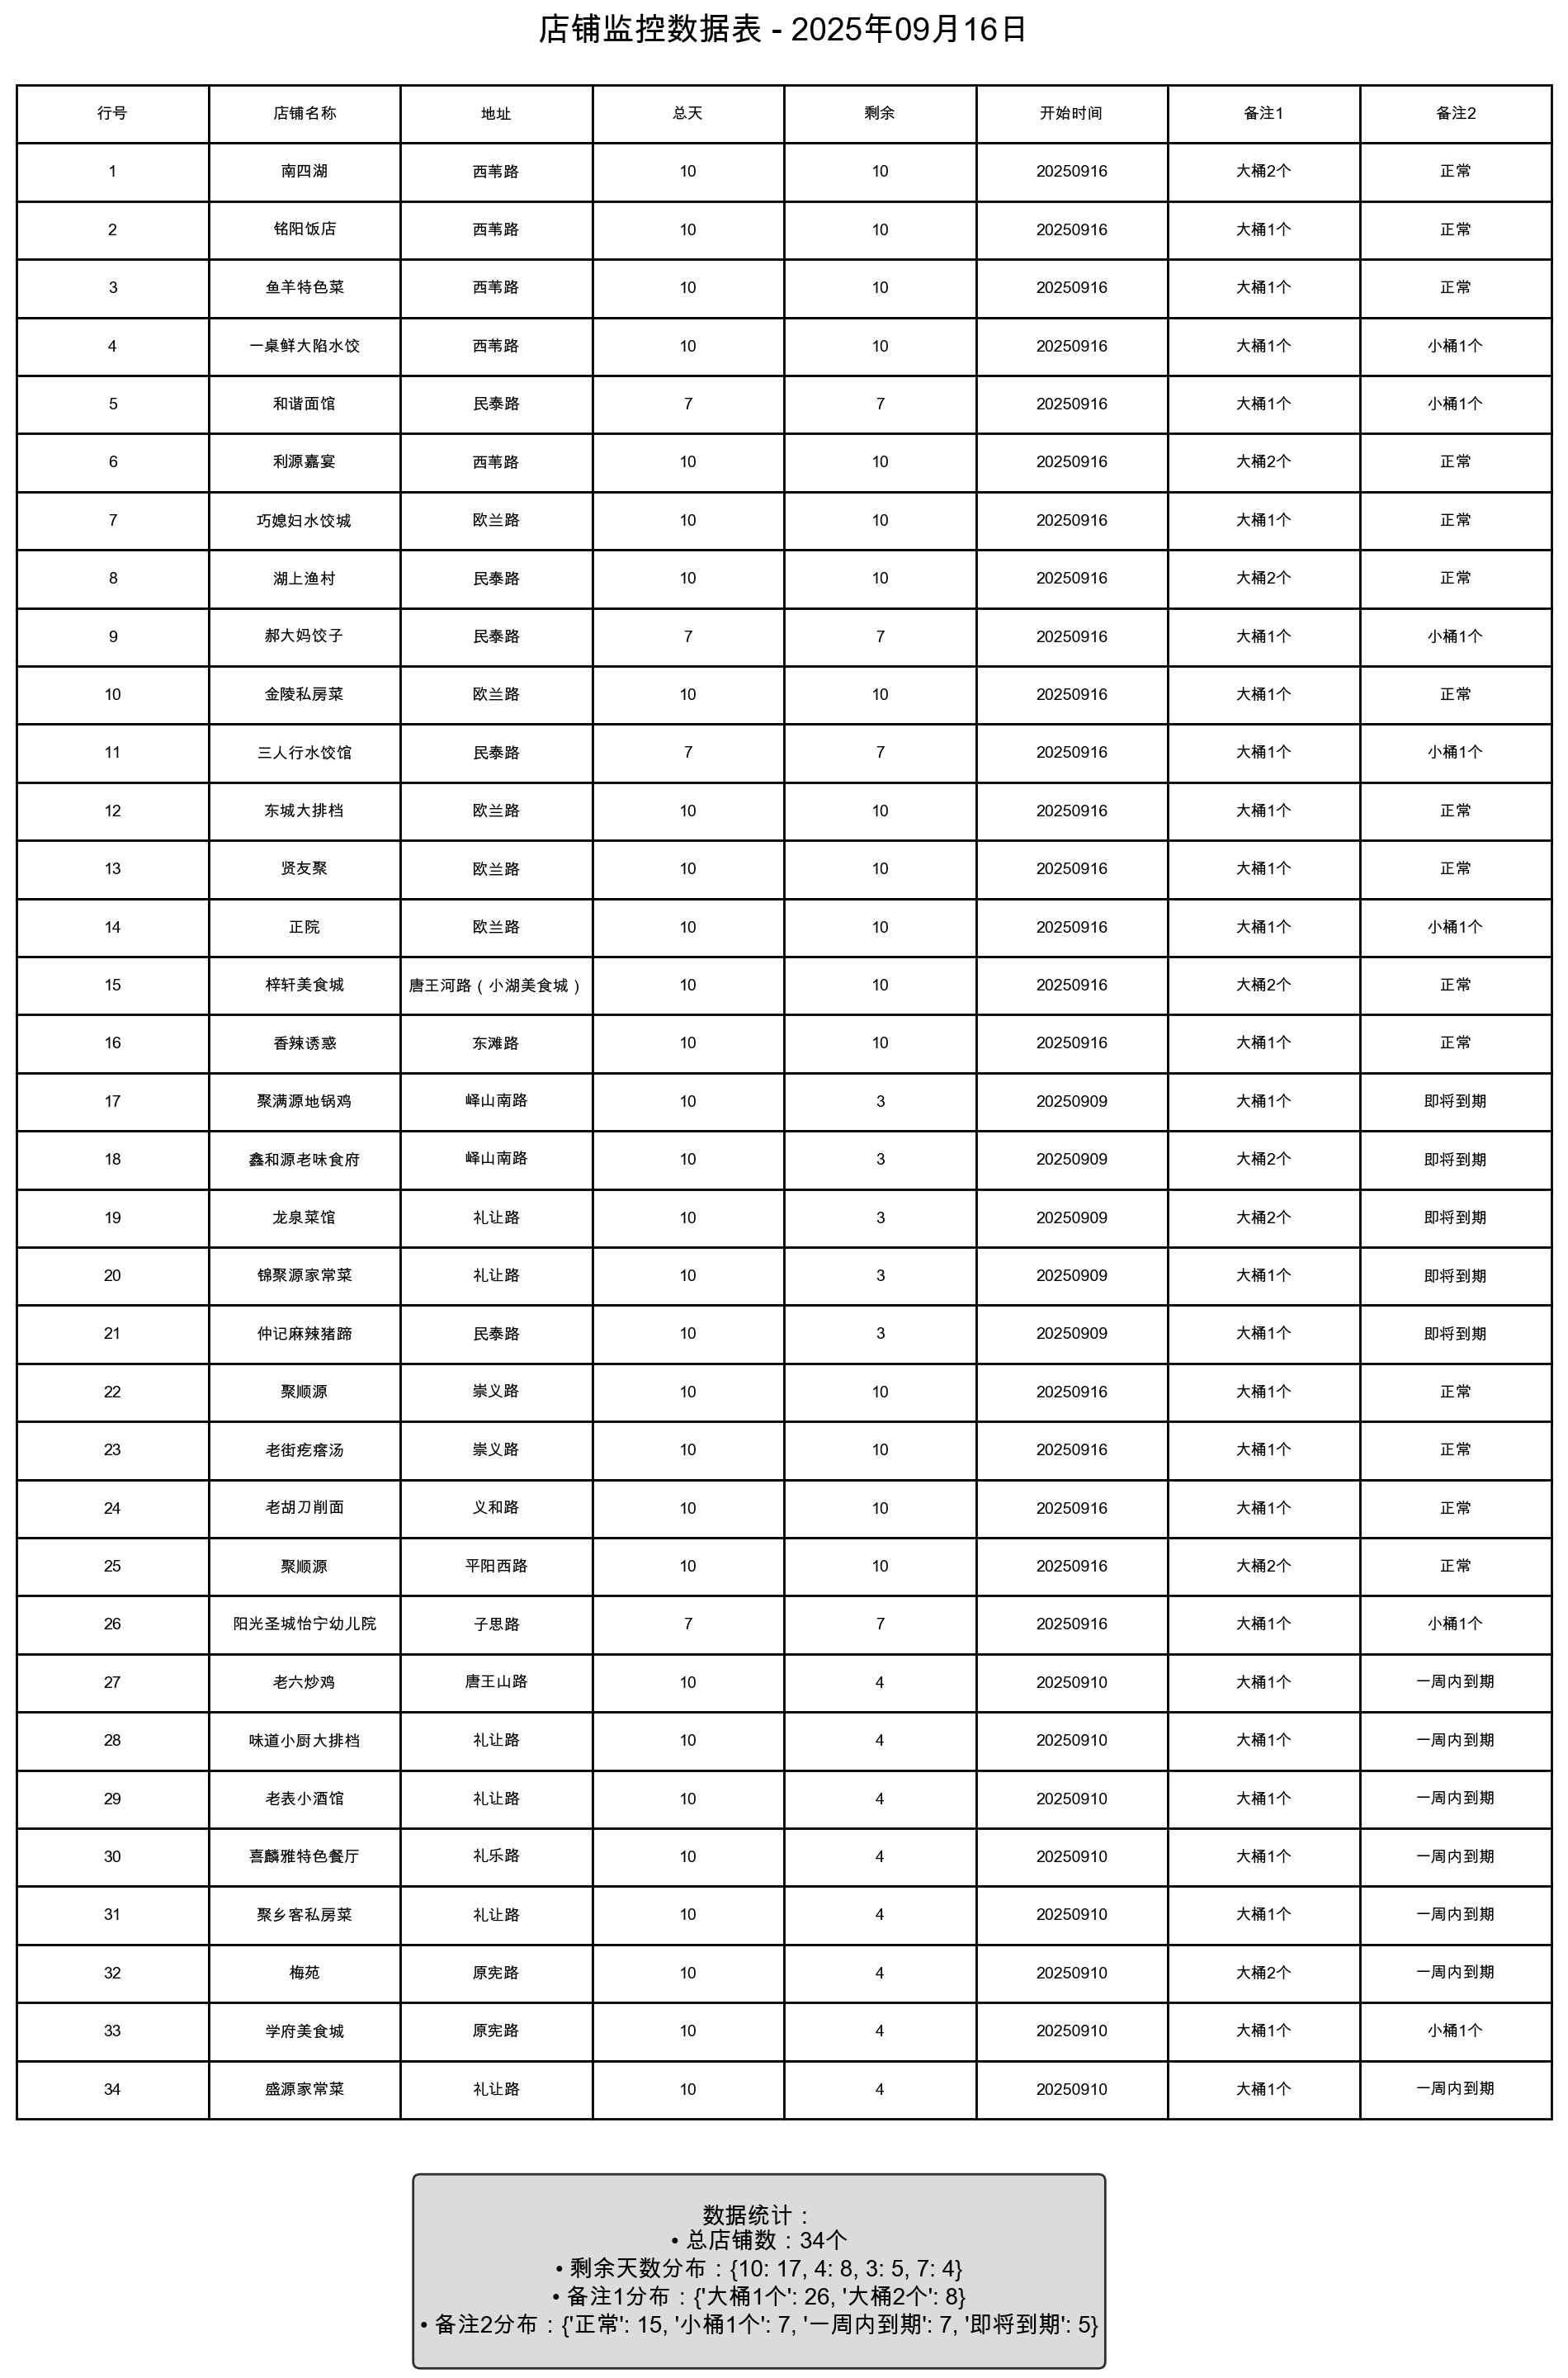 店铺监控数据表 - 2025年09月16日
行号 店铺名称 地址 总天 剩余 开始时间 备注1 备注2
1 南四湖 西苇路 10 10 20250916 大桶2个 正常
2 铭阳饭店 西苇路 10 10 20250916 大桶1个 正常
3 鱼羊特色菜 西苇路 10 10 20250916 大桶1个 正常
4 一桌鲜大陷水饺 西苇路 10 10 20250916 大桶1个 小桶1个
5 和谐面馆 民泰路 7 7 20250916 大桶1个 小桶1个
6 利源嘉宴 西苇路 10 10 20250916 大桶2个 正常
7 巧媳妇水饺城 欧兰路 10 10 20250916 大桶1个 正常
8 湖上渔村 民泰路 10 10 20250916 大桶2个 正常
9 郝大妈饺子 民泰路 7 7 20250916 大桶1个 小桶1个
10 金陵私房菜 欧兰路 10 10 20250916 大桶1个 正常
11 三人行水饺馆 民泰路 7 7 20250916 大桶1个 小桶1个
12 东城大排档 欧兰路 10 10 20250916 大桶1个 正常
13 贤友聚 欧兰路 10 10 20250916 大桶1个 正常
14 正院 欧兰路 10 10 20250916 大桶1个 小桶1个
15 梓轩美食城 唐王河路（小湖美食城） 10 10 20250916 大桶2个 正常
16 香辣诱惑 东滩路 10 10 20250916 大桶1个 正常
17 聚满源地锅鸡 峄山南路 10 3 20250909 大桶1个 即将到期
18 鑫和源老味食府 峄山南路 10 3 20250909 大桶2个 即将到期
19 龙泉菜馆 礼让路 10 3 20250909 大桶2个 即将到期
20 锦聚源家常菜 礼让路 10 3 20250909 大桶1个 即将到期
21 仲记麻辣猪蹄 民泰路 10 3 20250909 大桶1个 即将到期
22 聚顺源 崇义路 10 10 20250916 大桶1个 正常
23 老街疙瘩汤 崇义路 10 10 20250916 大桶1个 正常
24 老胡刀削面 义和路 10 10 20250916 大桶1个 正常
25 聚顺源 平阳西路 10 10 20250916 大桶2个 正常
26 阳光圣城怡宁幼儿院 子思路 7 7 20250916 大桶1个 小桶1个
27 老六炒鸡 唐王山路 10 4 20250910 大桶1个 一周内到期
28 味道小厨大排档 礼让路 10 4 20250910 大桶1个 一周内到期
29 老表小酒馆 礼让路 10 4 20250910 大桶1个 一周内到期
30 喜麟雅特色餐厅 礼乐路 10 4 20250910 大桶1个 一周内到期
31 聚乡客私房菜 礼让路 10 4 20250910 大桶1个 一周内到期
32 梅苑 原宪路 10 4 20250910 大桶2个 一周内到期
33 学府美食城 原宪路 10 4 20250910 大桶1个 小桶1个
34 盛源家常菜 礼让路 10 4 20250910 大桶1个 一周内到期
数据统计：
• 总店铺数：34个
• 剩余天数分布：{10: 17, 4: 8, 3: 5, 7: 4}
• 备注1分布：{'大桶1个': 26, '大桶2个': 8}
• 备注2分布：{'正常': 15, '小桶1个': 7, '一周内到期': 7, '即将到期': 5}